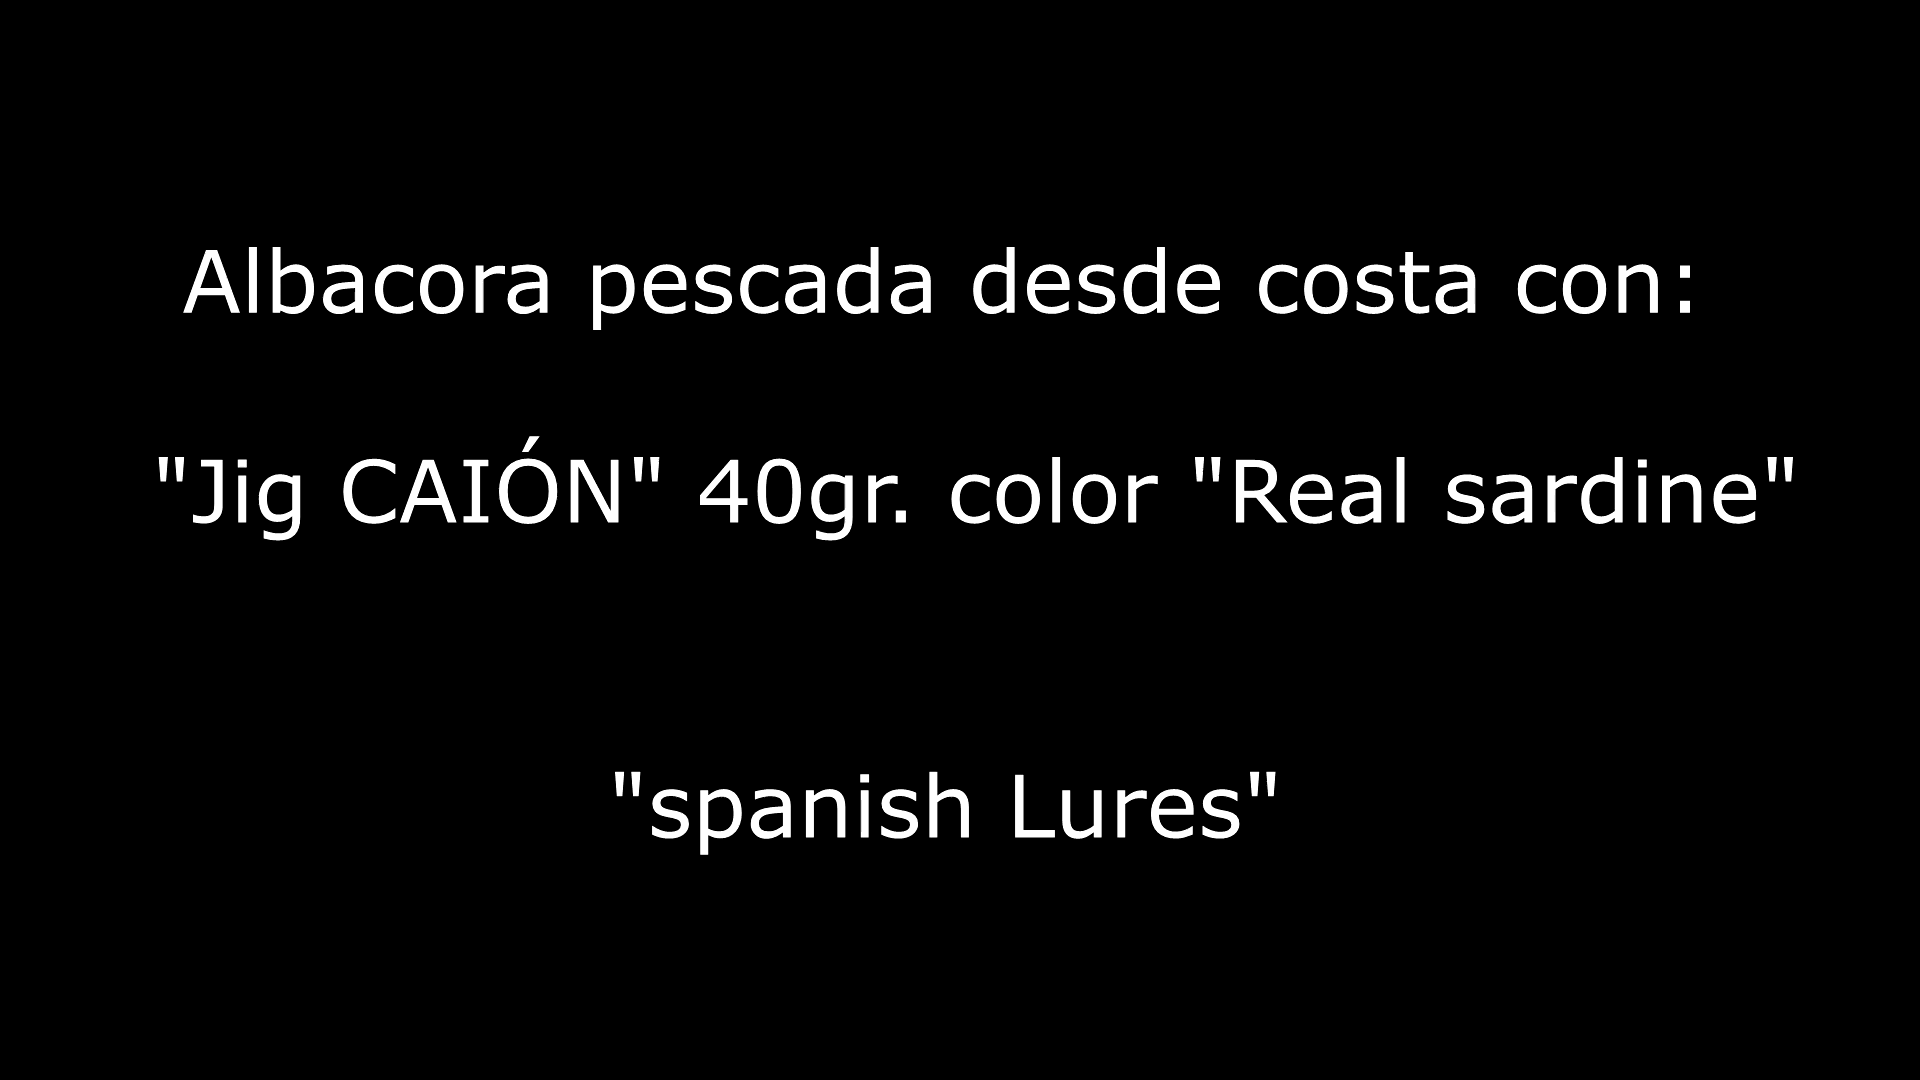 Albacora pescada desde costa con:
"Jig CAIÓN" 40gr. color "Real sardine"
"spanish Lures"